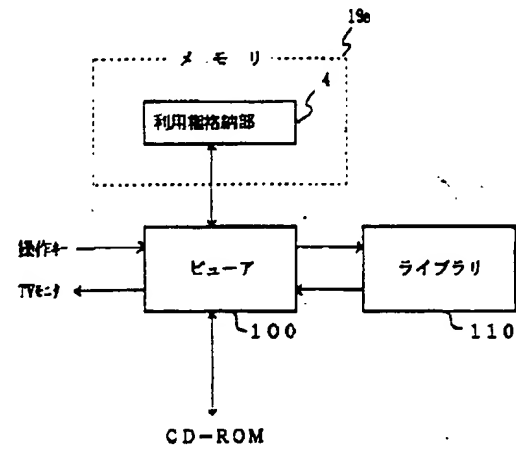 19a
メモリ
4
利用権格納部
操作キー
ビューア
ライブラリ
TVモニタ
100
110
CD-ROM